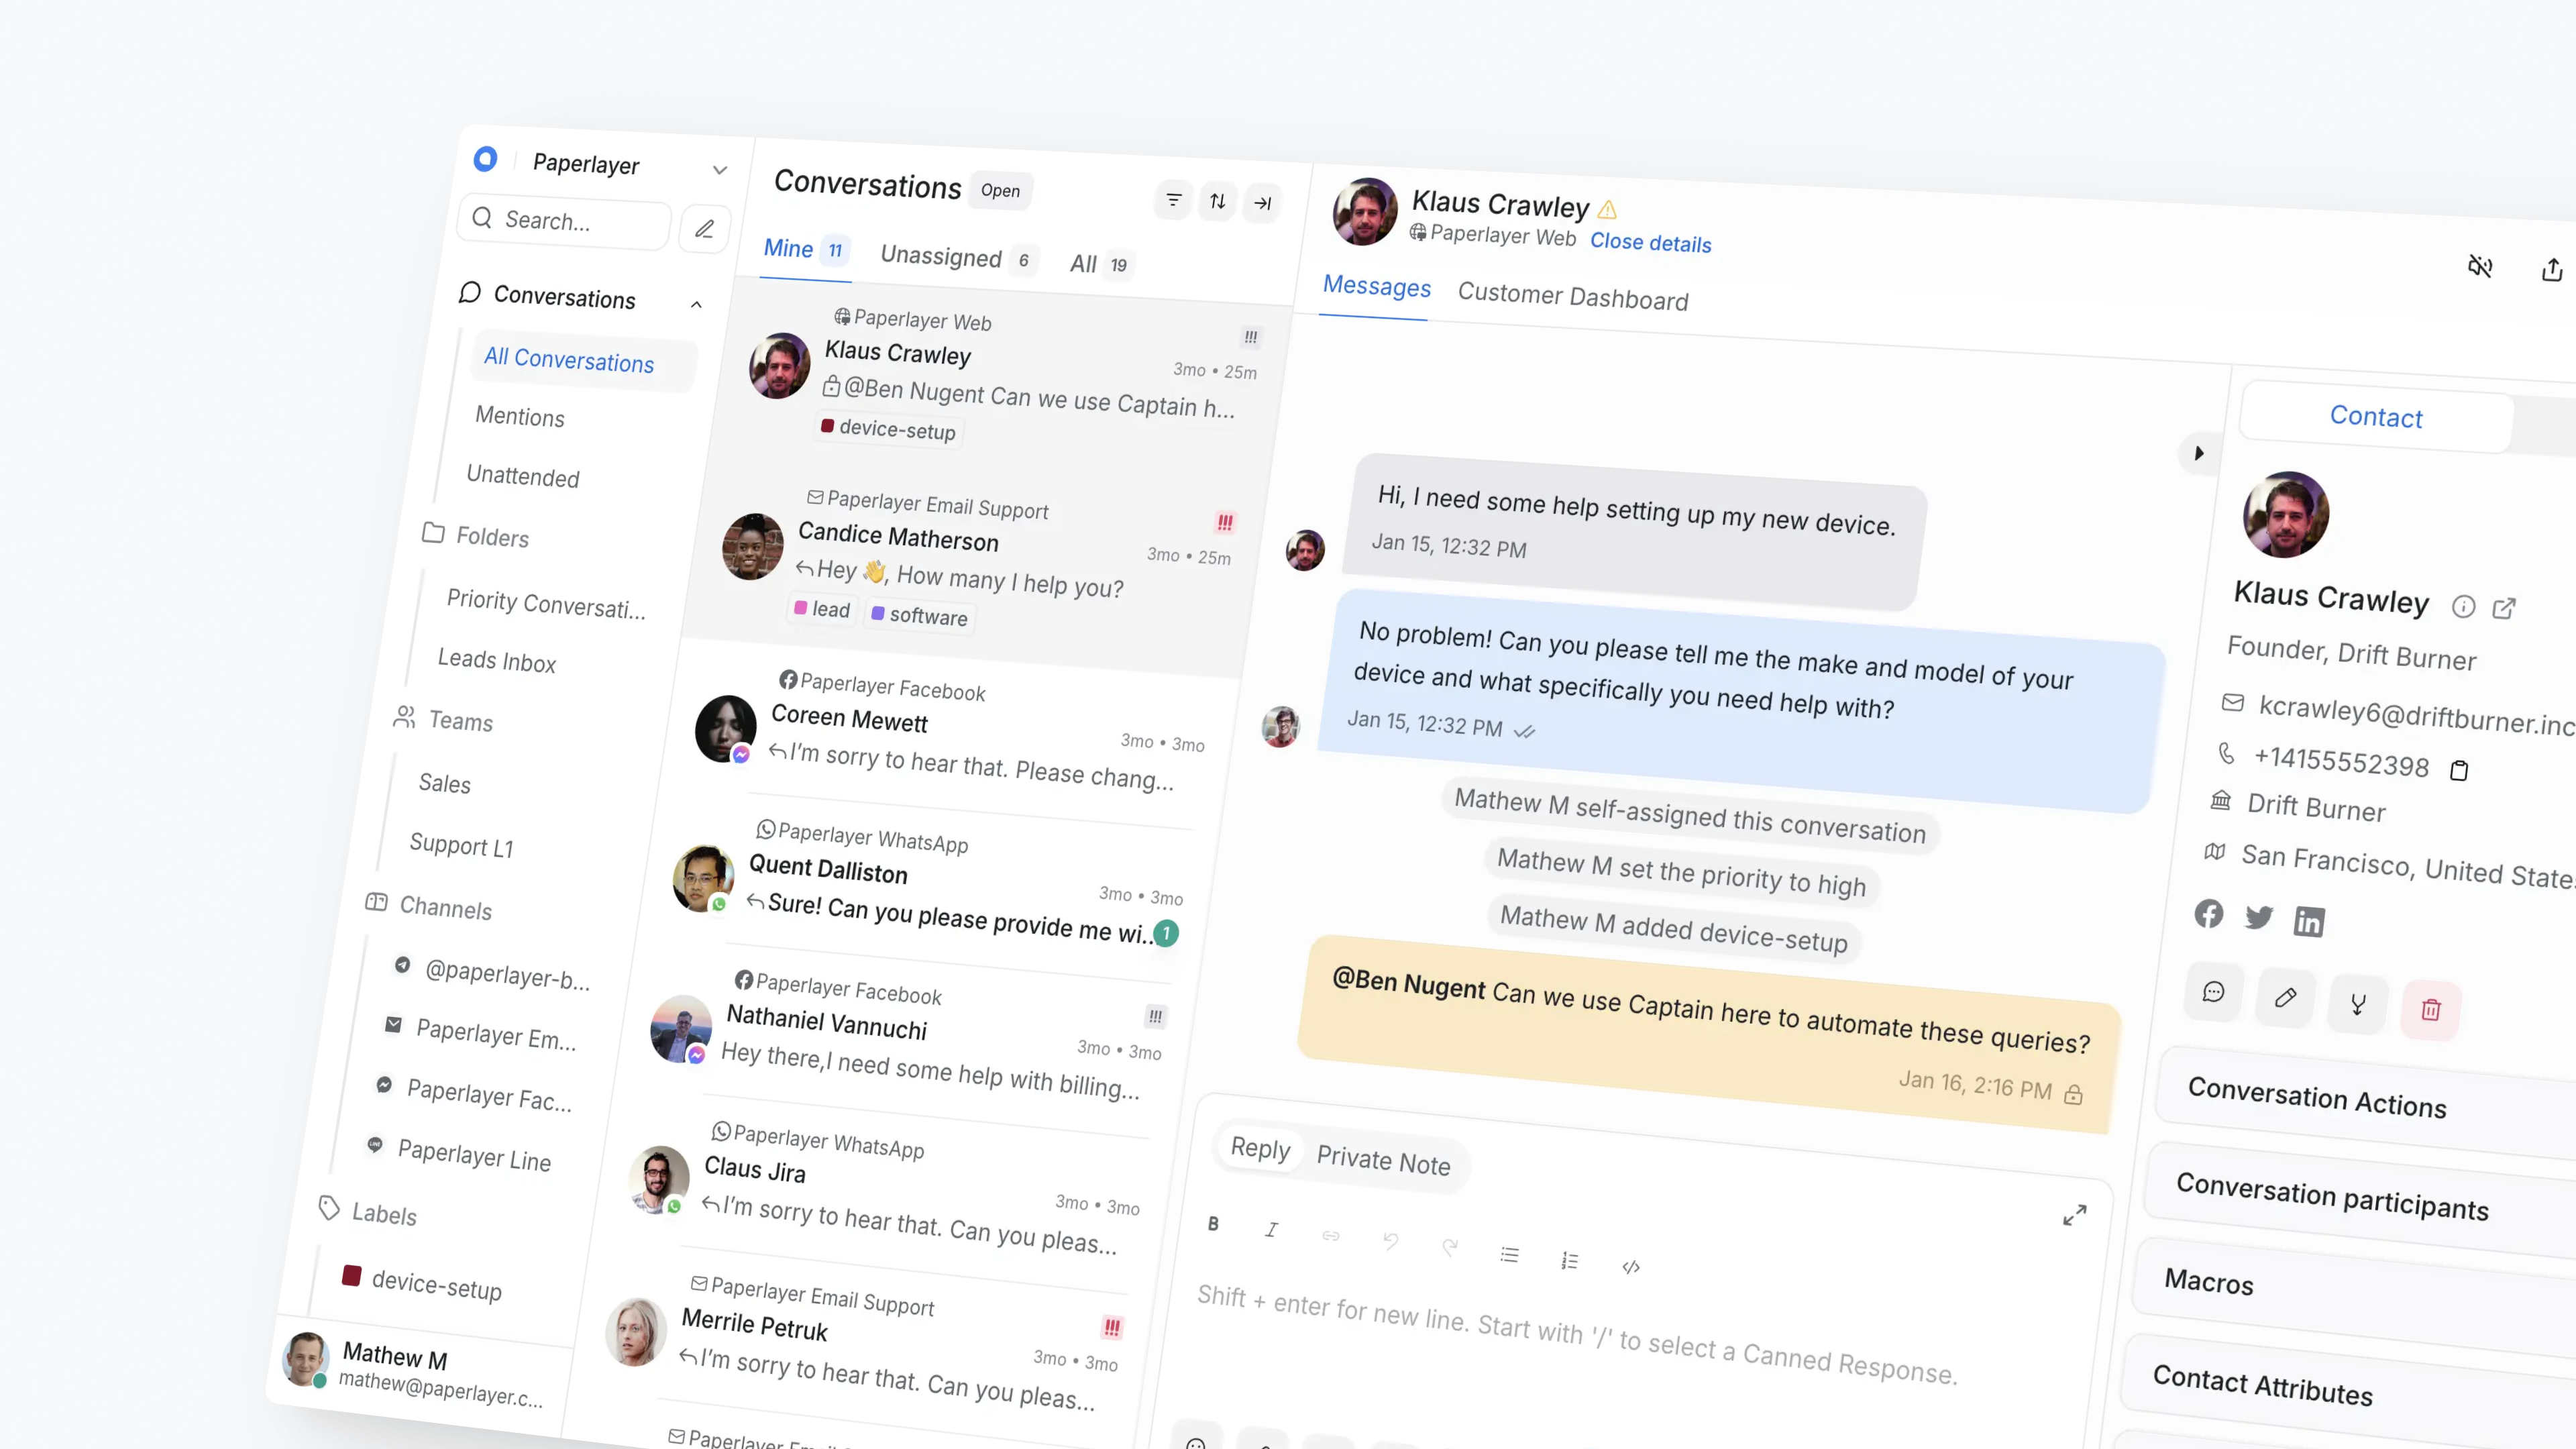 Paperlayer
Search...
Conversations
All Conversations
Mentions
Unattended
Folders
Priority Conversati...
Leads Inbox
Teams
Sales
Support L1
Channels
@paperlayer-b...
Paperlayer Em...
Paperlayer Fac...
Paperlayer Line
Labels
device-setup
Mathew M
mathew@paperlayer.c...
Conversations Open
Mine 11 Unassigned 6 All 19
Paperlayer Web
Klaus Crawley
3mo • 25m
@Ben Nugent Can we use Captain h...
device-setup
Paperlayer Email Support
Candice Matherson
3mo • 25m
Hey 👋, How many I help you?
lead software
Paperlayer Facebook
Coreen Mewett
3mo • 3mo
I'm sorry to hear that. Please chang...
Paperlayer WhatsApp
Quent Dalliston
3mo • 3mo
Sure! Can you please provide me wi... 1
Paperlayer Facebook
Nathaniel Vannuchi
3mo • 3mo
Hey there,I need some help with billing...
Paperlayer WhatsApp
Claus Jira
3mo • 3mo
I'm sorry to hear that. Can you pleas...
Paperlayer Email Support
Merrile Petruk
3mo • 3mo
I'm sorry to hear that. Can you pleas...
Paperlayer
Klaus Crawley
Paperlayer Web Close details
Messages Customer Dashboard
Hi, I need some help setting up my new device.
Jan 15, 12:32 PM
No problem! Can you please tell me the make and model of your
device and what specifically you need help with?
Jan 15, 12:32 PM
Mathew M self-assigned this conversation
Mathew M set the priority to high
Mathew M added device-setup
@Ben Nugent Can we use Captain here to automate these queries?
Jan 16, 2:16 PM
Reply Private Note
Shift + enter for new line. Start with '/' to select a Canned Response.
Contact
Klaus Crawley
Founder, Drift Burner
kcrawley6@driftburner.inc
+14155552398
Drift Burner
San Francisco, United States
Conversation Actions
Conversation participants
Macros
Contact Attributes